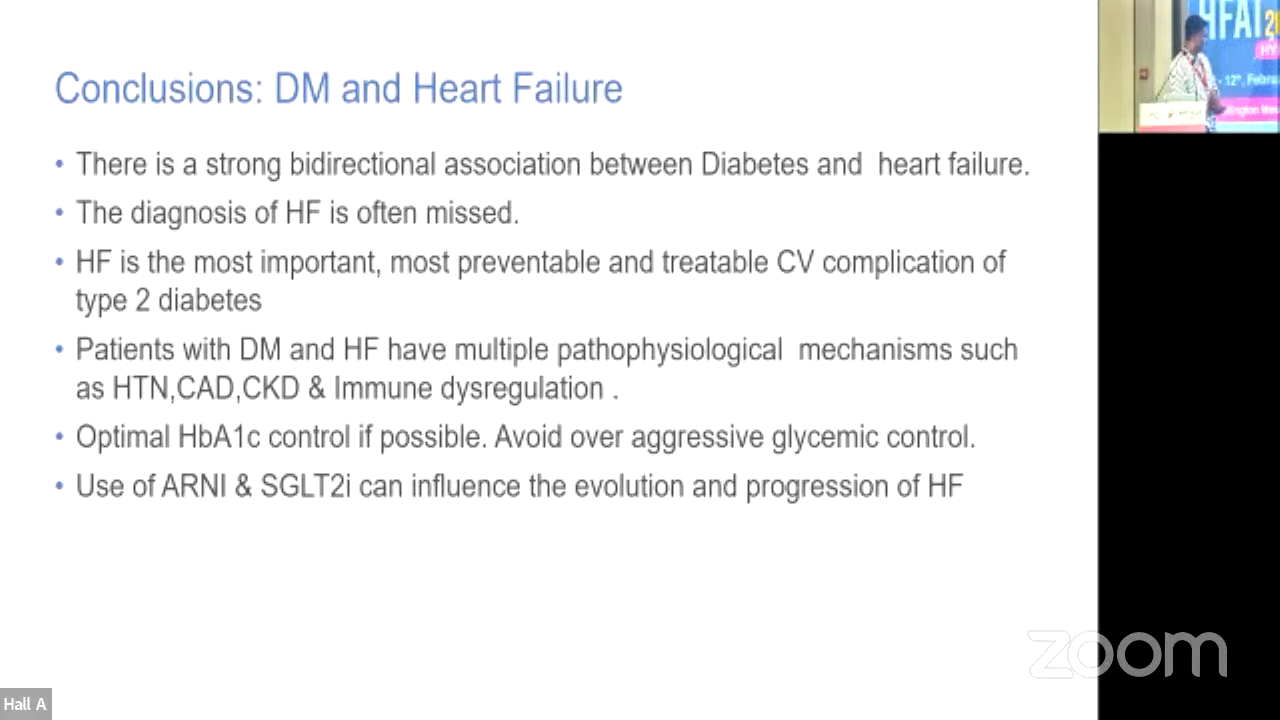 Conclusions: DM and Heart Failure
• There is a strong bidirectional association between Diabetes and heart failure.
• The diagnosis of HF is often missed.
• HF is the most important, most preventable and treatable CV complication of
type 2 diabetes
• Patients with DM and HF have multiple pathophysiological mechanisms such
as HTN,CAD,CKD & Immune dysregulation .
• Optimal HbA1c control if possible. Avoid over aggressive glycemic control.
• Use of ARNI & SGLT2i can influence the evolution and progression of HF
HFAI
HY
12th, Februa
zoom
Hall A